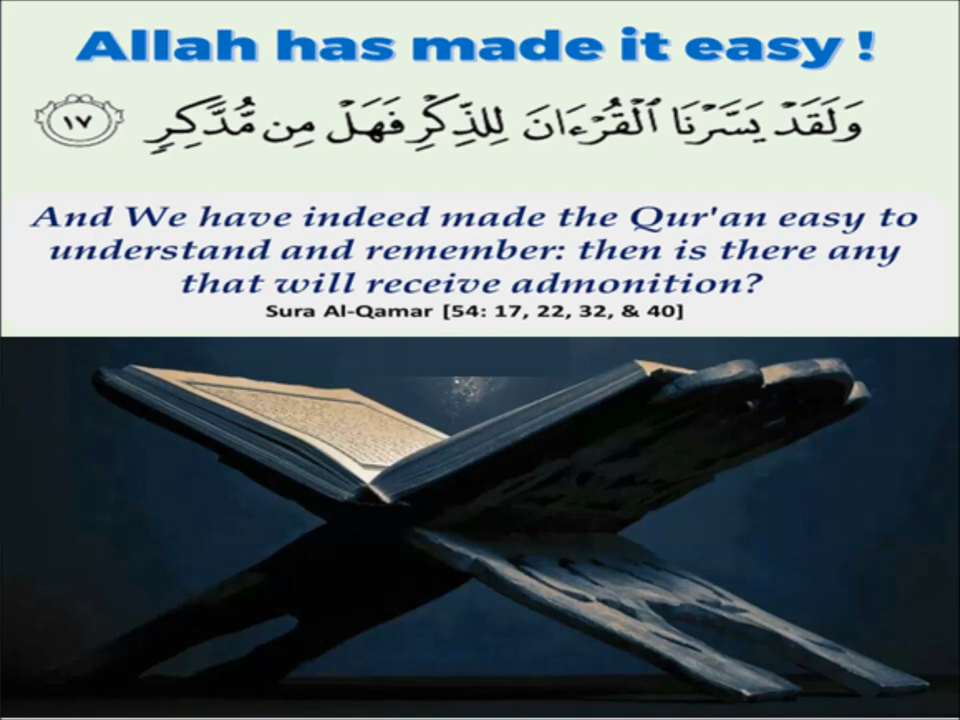 Allah has made it easy !
وَلَقَدْ يَسَّرْنَا ٱلْقُرْءَانَ لِلذِّكْرِ فَهَلْ مِن مُّدَّكِرٍ ١٧
And We have indeed made the Qur'an easy to
understand and remember: then is there any
that will receive admonition?
Sura Al-Qamar [54: 17, 22, 32, & 40]